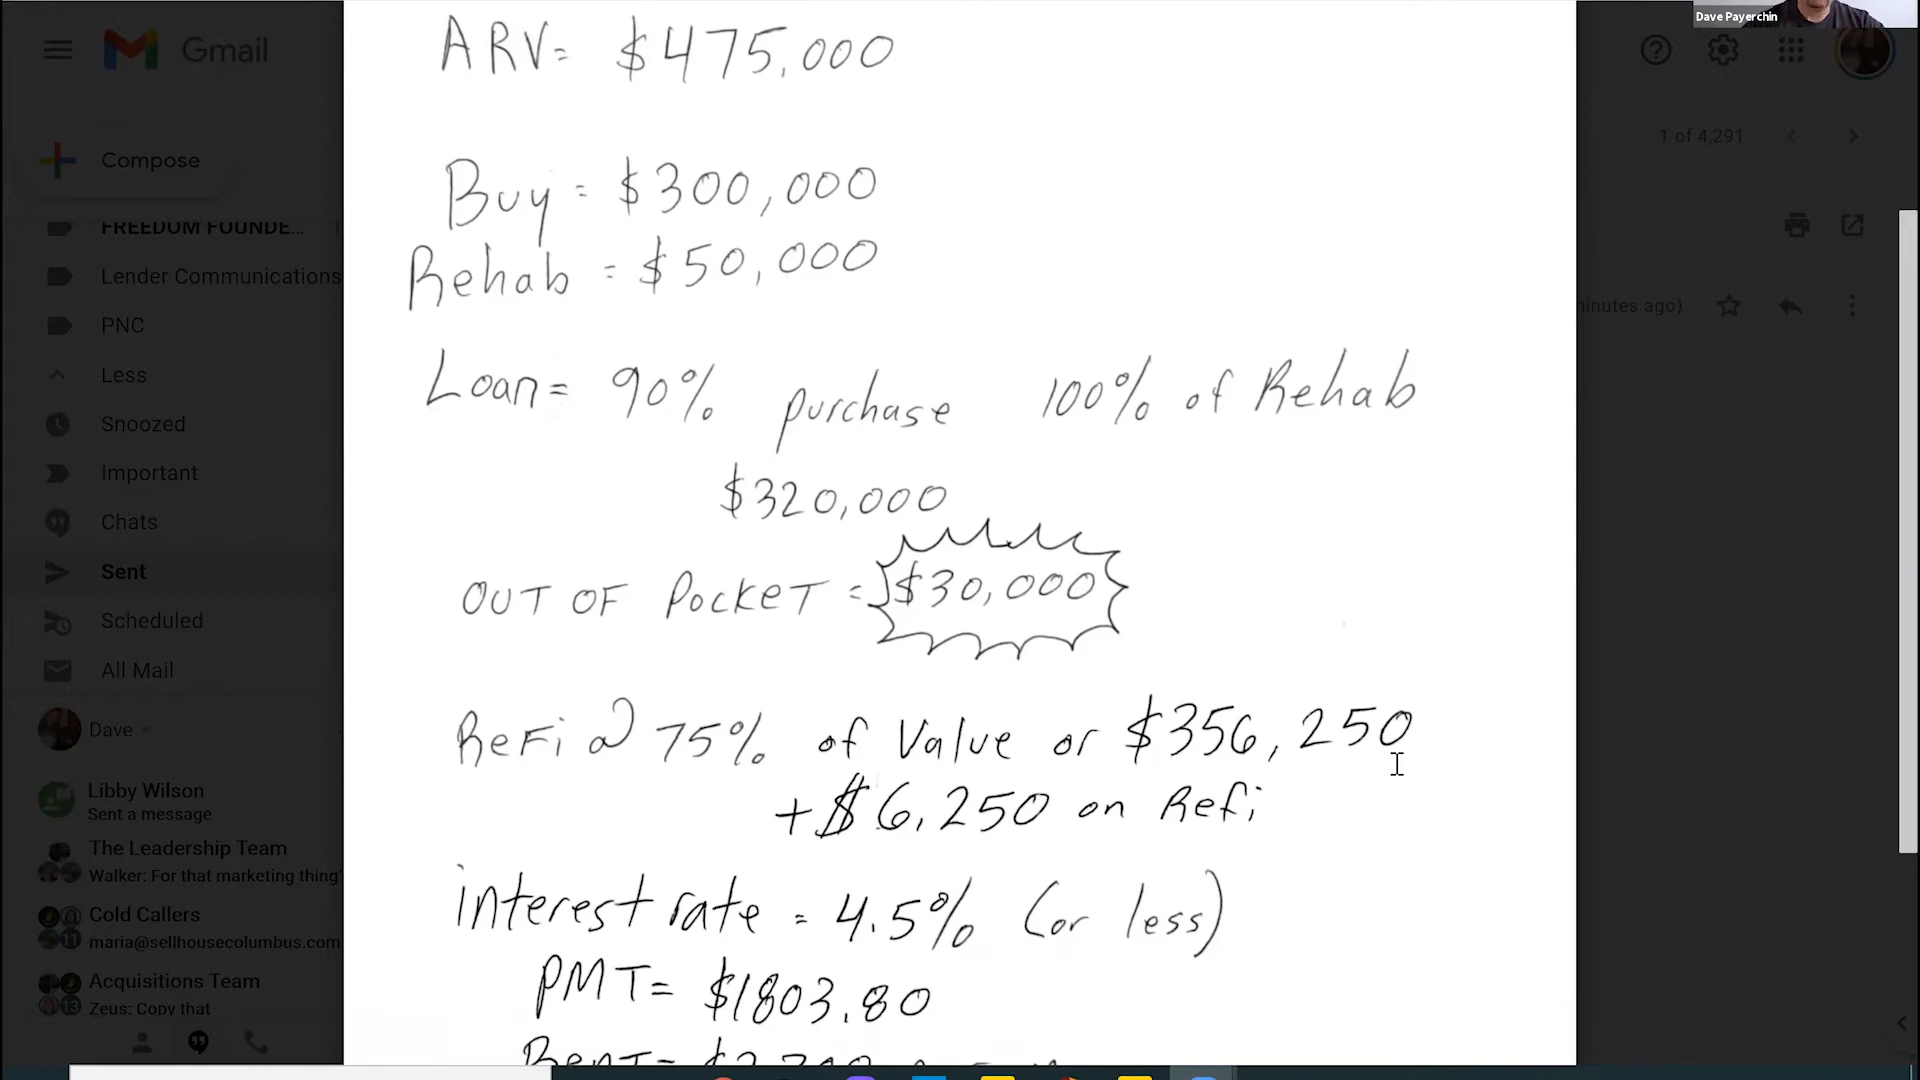 Dave Payerchin
Gmail
ARV= $475,000
1 of 4,291
Compose
Buy = $300,000
FREEDOM FOUNDE...
Rehab = $50,000
Lender Communications
inutes ago)
PNC
Less
Loan= 90% purchase 100% of Rehab
Snoozed
Important
$320,000
Chats
Sent
OUT OF POCKET = $30,000
Scheduled
All Mail
Dave
ReFi @ 75% of Value or $356,250
Libby Wilson
Sent a message
+$6,250 on Refi
The Leadership Team
Walker: For that marketing thing
interest rate = 4.5% (or less)
Cold Callers
11
maria@sellhousecolumbus.com
Acquisitions Team
PMT= $1803.80
13
Zeus: Copy that
Rent=